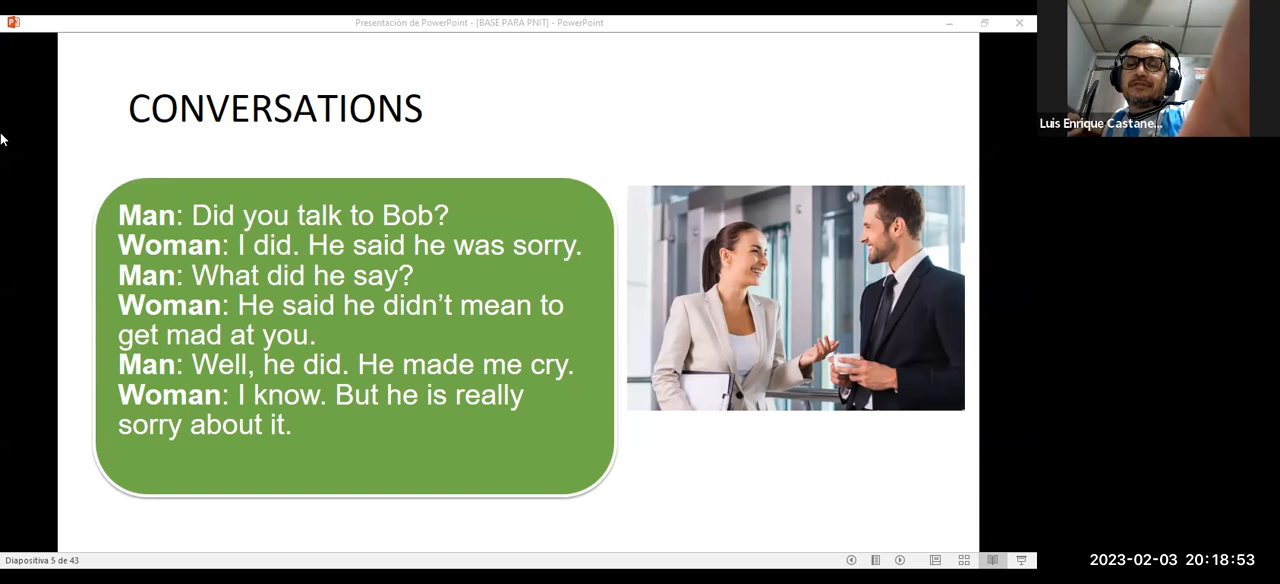 Presentación de PowerPoint - [BASE PARA PNIT] - PowerPoint
CONVERSATIONS
Man: Did you talk to Bob?
Woman: I did. He said he was sorry.
Man: What did he say?
Woman: He said he didn’t mean to
get mad at you.
Man: Well, he did. He made me cry.
Woman: I know. But he is really
sorry about it.
Luis Enrique Castane...
Diapositiva 5 de 43
2023-02-03 20:18:53